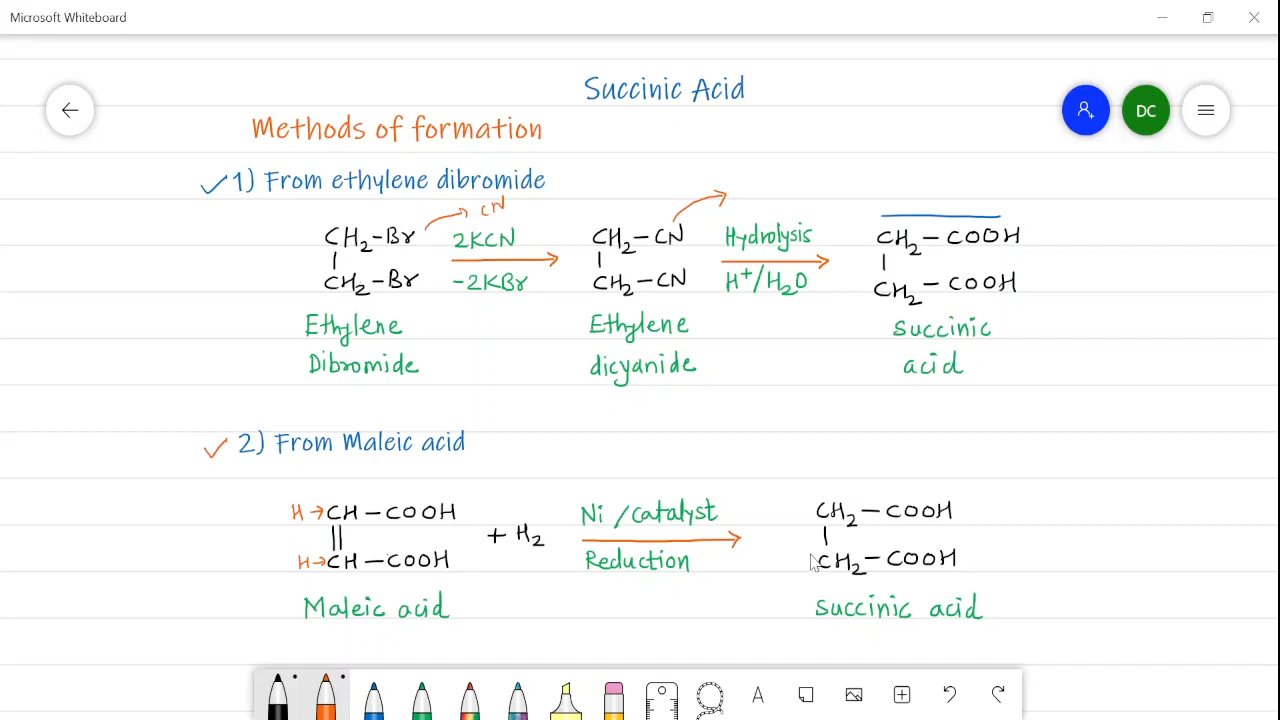 Microsoft Whiteboard
Succinic Acid
DC
Methods of formation
1) From ethylene dibromide
CN
CH2-Br 2KCN CH2-CN Hydrolysis CH2-COOH
CH2-Br -2KBr CH2-CN H+/H2O CH2-COOH
Ethylene Ethylene Succinic
Dibromide dicyanide acid
2) From Maleic acid
H→CH-COOH + H2 Ni/catalyst CH2-COOH
H→CH-COOH Reduction CH2-COOH
Maleic acid Succinic acid
A